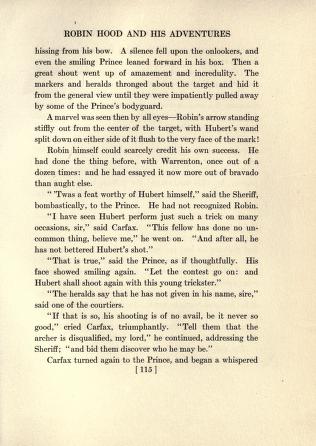 ROBIN HOOD AND HIS ADVENTURES
hissing from his bow. A silence fell upon the onlookers, and
even the smiling Prince leaned forward in his box. Then a
great shout went up of amazement and incredulity. The
markers and heralds thronged about the target and hid it
from the general view until they were impatiently pulled away
by some of the Prince's bodyguard.
A marvel was seen then by all eyes—Robin's arrow standing
stiffly out from the center of the target, with Hubert's wand
split down on either side of it flush to the very face of the mark!
Robin himself could scarcely credit his own success. He
had done the thing before, with Warrenton, once out of a
dozen times: and he had essayed it now more out of bravado
than aught else.
"'Twas a feat worthy of Hubert himself," said the Sheriff,
bombastically, to the Prince. He had not recognized Robin.
"I have seen Hubert perform just such a trick on many
occasions, sir," said Carfax. "This fellow has done no un-
common thing, believe me," he went on. "And after all, he
has not bettered Hubert's shot."
"That is true," said the Prince, as if thoughtfully. His
face showed smiling again. "Let the contest go on: and
Hubert shall shoot again with this young trickster."
"The heralds say that he has not given in his name, sire,"
said one of the courtiers.
"If that is so, his shooting is of no avail, be it never so
good," cried Carfax, triumphantly. "Tell them that the
archer is disqualified, my lord," he continued, addressing the
Sheriff; "and bid them discover who he may be."
Carfax turned again to the Prince, and began a whispered
[ 115 ]